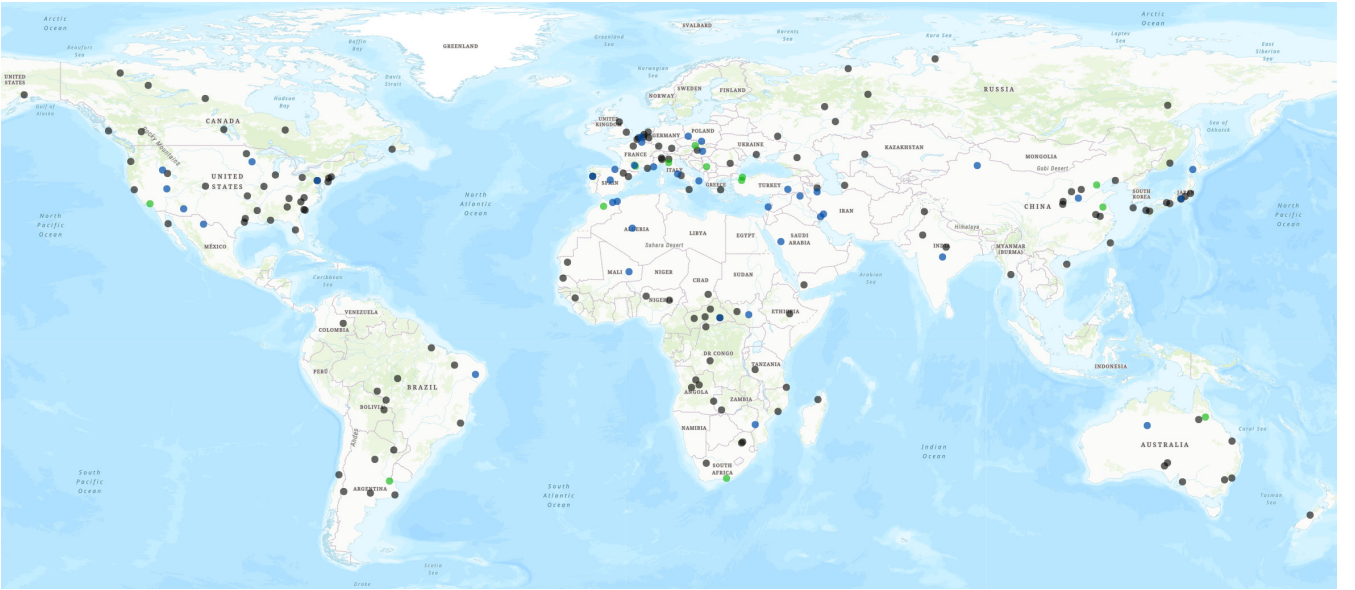 Arctic
Ocean
Arctic
Ocean
SVALBARD
Beaufort
Sea
Baffin
Bay
GREENLAND
Greenland
Sea
Barents
Sea
Kara Sea
Laptev
Sea
East
Siberian
Sea
UNITED
STATES
Davis
Strait
Norwegian
Sea
SWEDEN
FINLAND
NORWAY
RUSSIA
Gulf of
Alaska
Hudson
Bay
CANADA
UNITED
KINGDOM
Sea of
Okhotsk
Rocky Mountains
GERMANY
POLAND
UKRAINE
FRANCE
KAZAKHSTAN
MONGOLIA
Gobi Desert
UNITED
STATES
ITALY
SPAIN
GREECE
TURKEY
North
Atlantic
Ocean
North
Pacific
Ocean
CHINA
SOUTH
KOREA
North
Pacific
Ocean
IRAN
ALGERIA
LIBYA
EGYPT
SAUDI
ARABIA
Himalaya
Sahara Desert
INDIA
MYANMAR
(BURMA)
MÉXICO
MALI
NIGER
CHAD
SUDAN
Arabian
Sea
Caribbean
Sea
NIGERIA
ETHIOPIA
VENEZUELA
COLOMBIA
DR CONGO
TANZANIA
INDONESIA
PERÚ
BRAZIL
ANGOLA
ZAMBIA
BOLIVIA
NAMIBIA
Coral Sea
Andes
AUSTRALIA
Indian
Ocean
SOUTH
AFRICA
South
Pacific
Ocean
ARGENTINA
South
Atlantic
Ocean
Tasman
Sea
Scotia
Sea
Drake